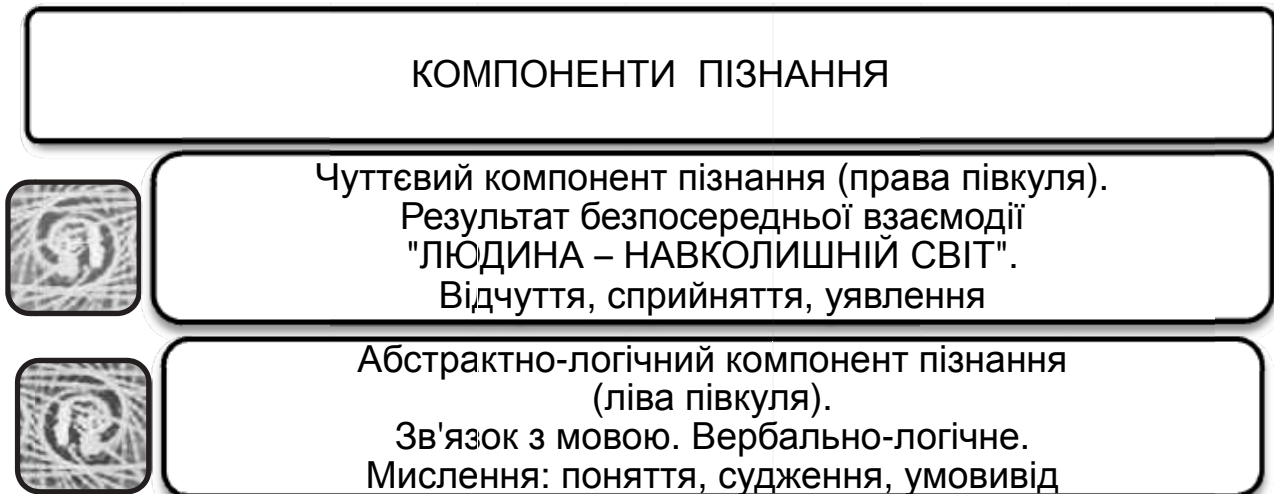 КОМПОНЕНТИ ПІЗНАННЯ
Чуттєвий компонент пізнання (права півкуля).
Результат безпосередньої взаємодії
"ЛЮДИНА – НАВКОЛИШНІЙ СВІТ".
Відчуття, сприйняття, уявлення
Абстрактно-логічний компонент пізнання
(ліва півкуля).
Зв'язок з мовою. Вербально-логічне.
Мислення: поняття, судження, умовивід